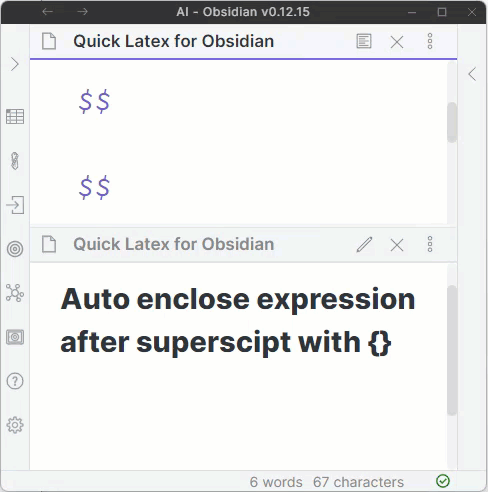 AI - Obsidian v0.12.15
Quick Latex for Obsidian
$$
$$
Quick Latex for Obsidian
Auto enclose expression
after superscipt with {}
6 words 67 characters